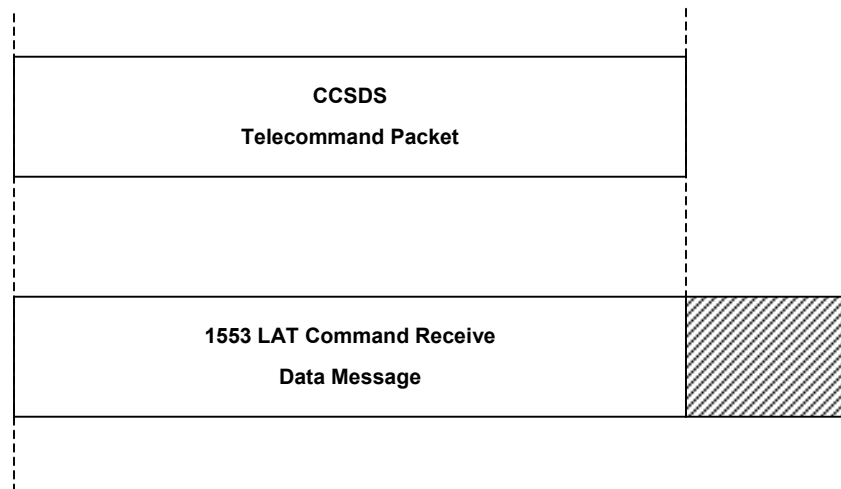 CCSDS
Telecommand Packet
1553 LAT Command Receive
Data Message